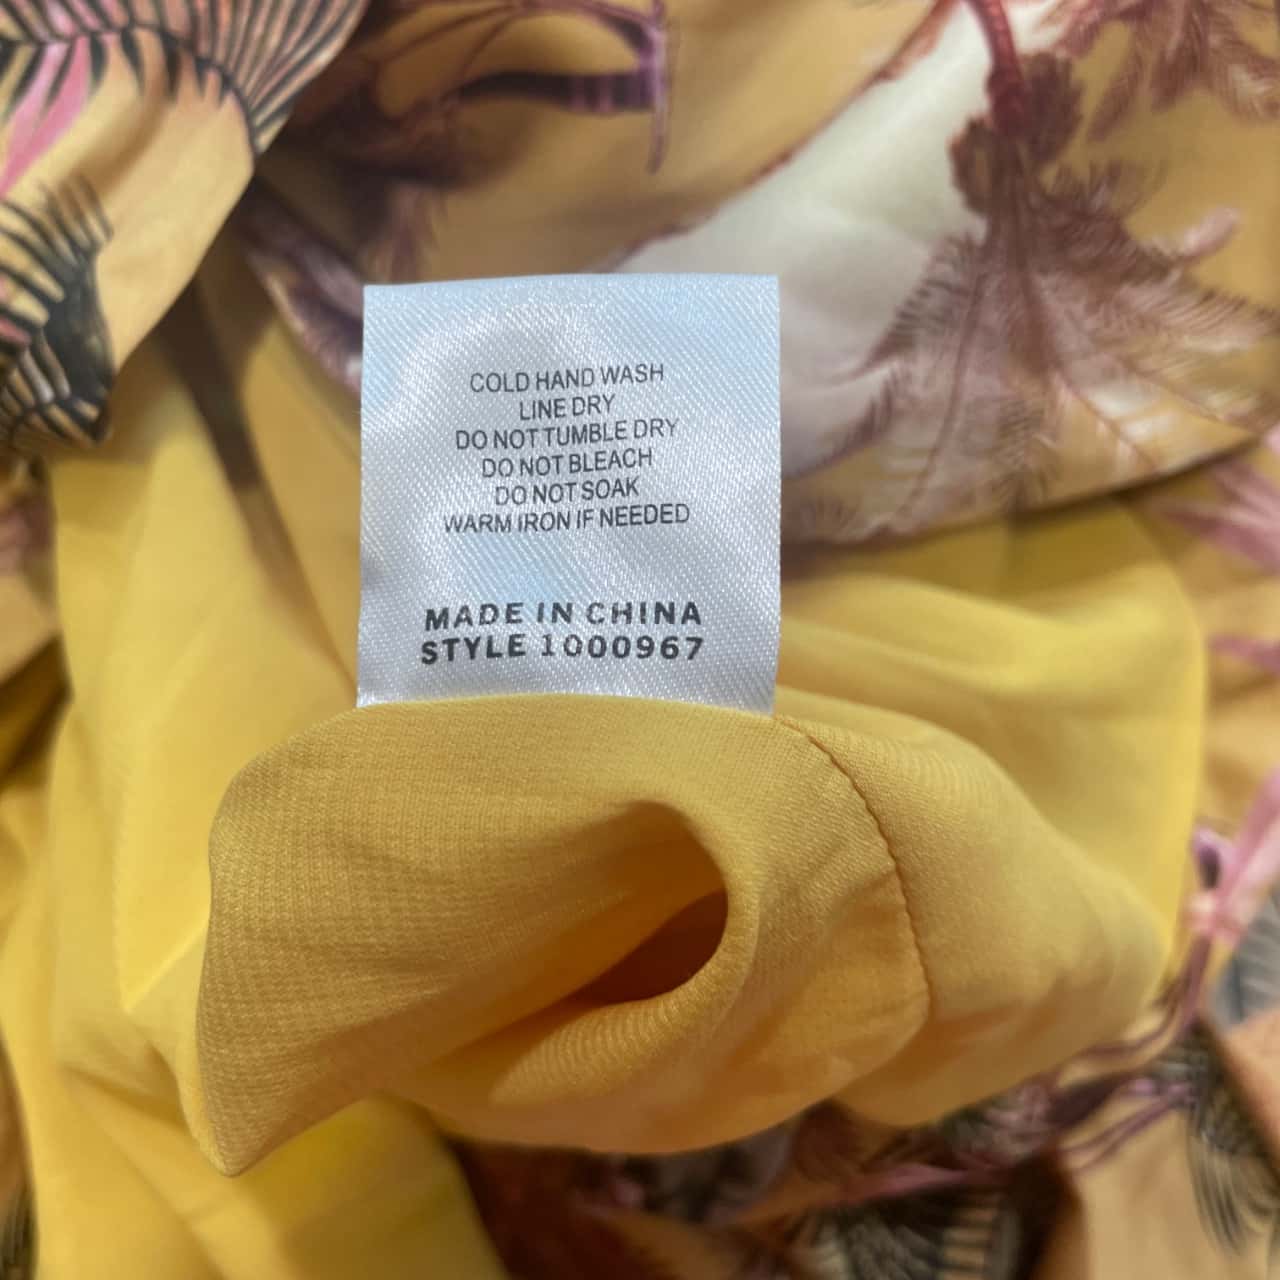 COLD HAND WASH
LINE DRY
DO NOT TUMBLE DRY
DO NOT BLEACH
DO NOT SOAK
WARM IRON IF NEEDED
MADE IN CHINA
STYLE 1000967